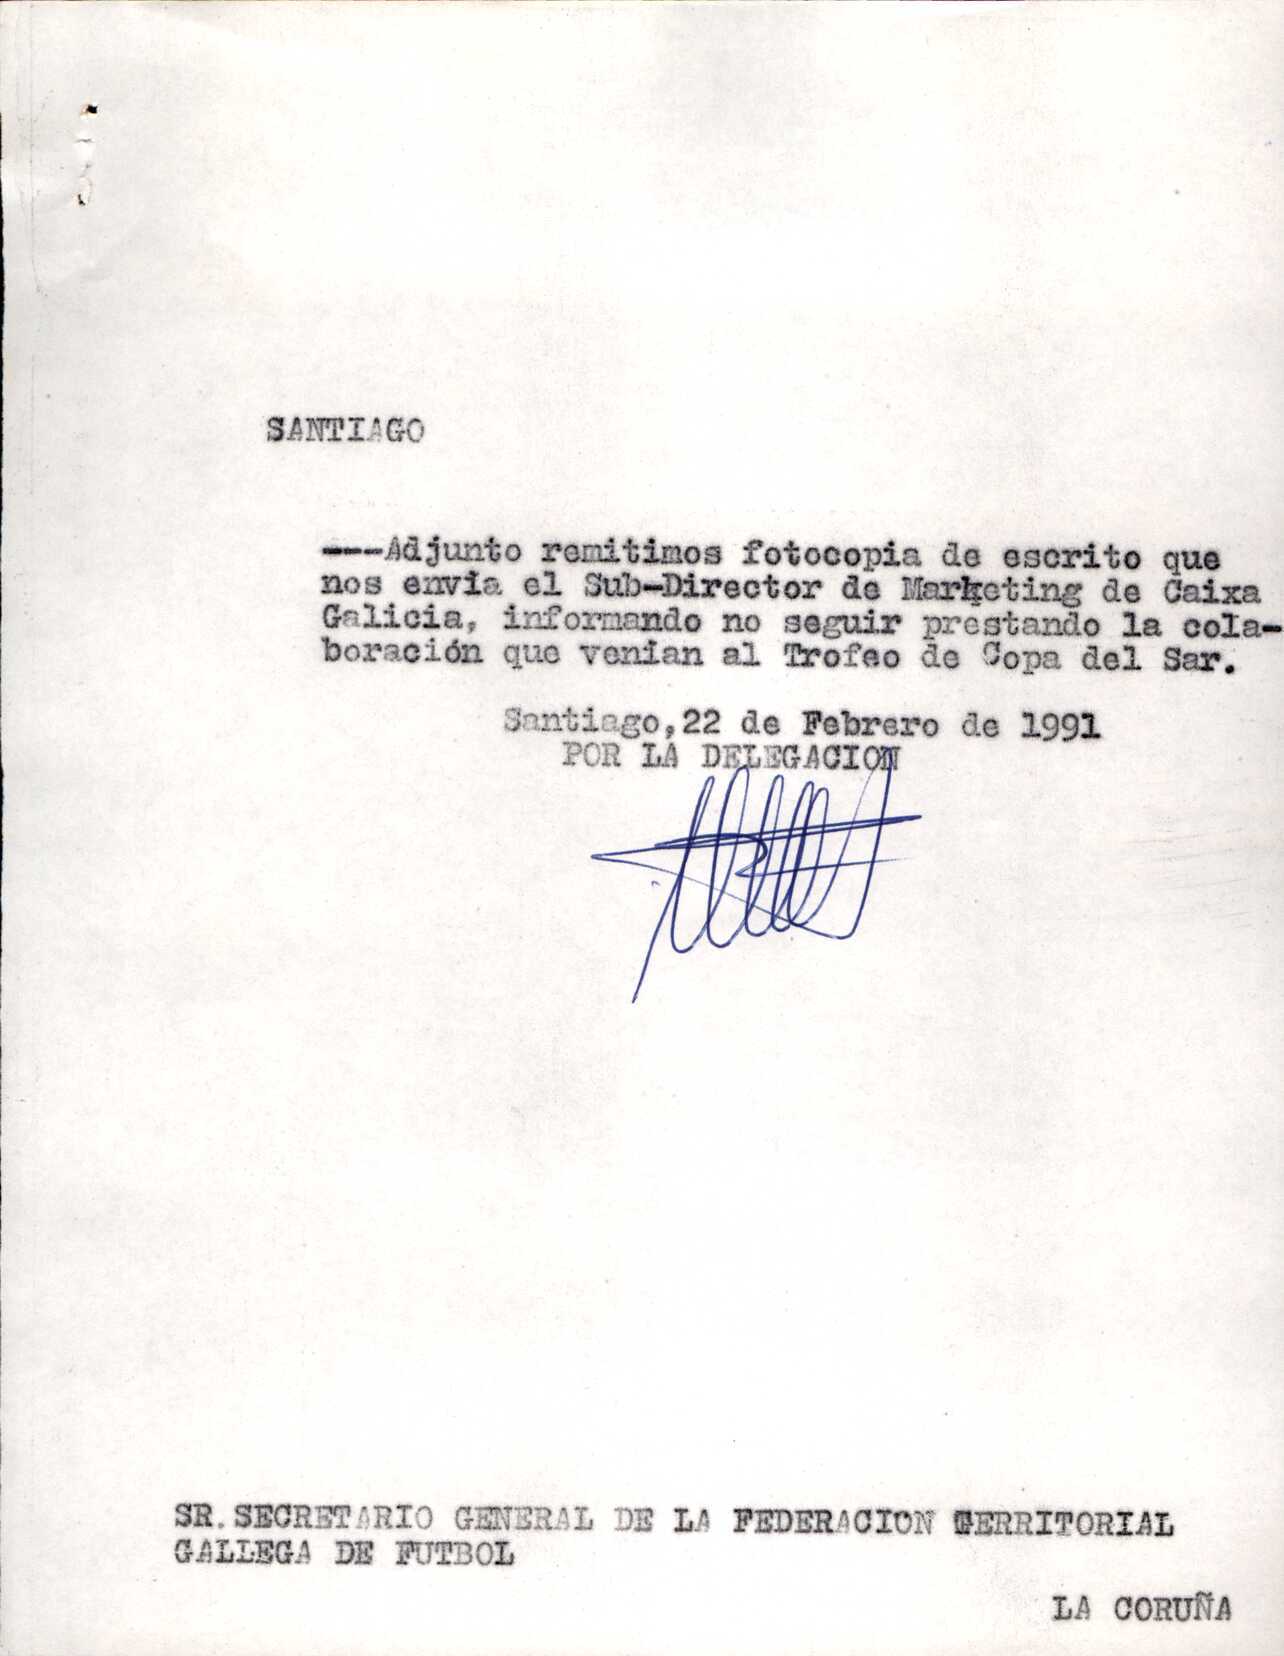 SANTIAGO
---Adjunto remitimos fotocopia de escrito que
nos envia el Sub-Director de Marketing de Caixa
Galicia, informando no seguir prestando la cola-
boración que venían al Trofeo de Copa del Sar.
Santiago,22 de Febrero de 1991
POR LA DELEGACION
SR.SECRETARIO GENERAL DE LA FEDERACION TERRITORIAL
GALLEGA DE FUTBOL
LA CORUÑA